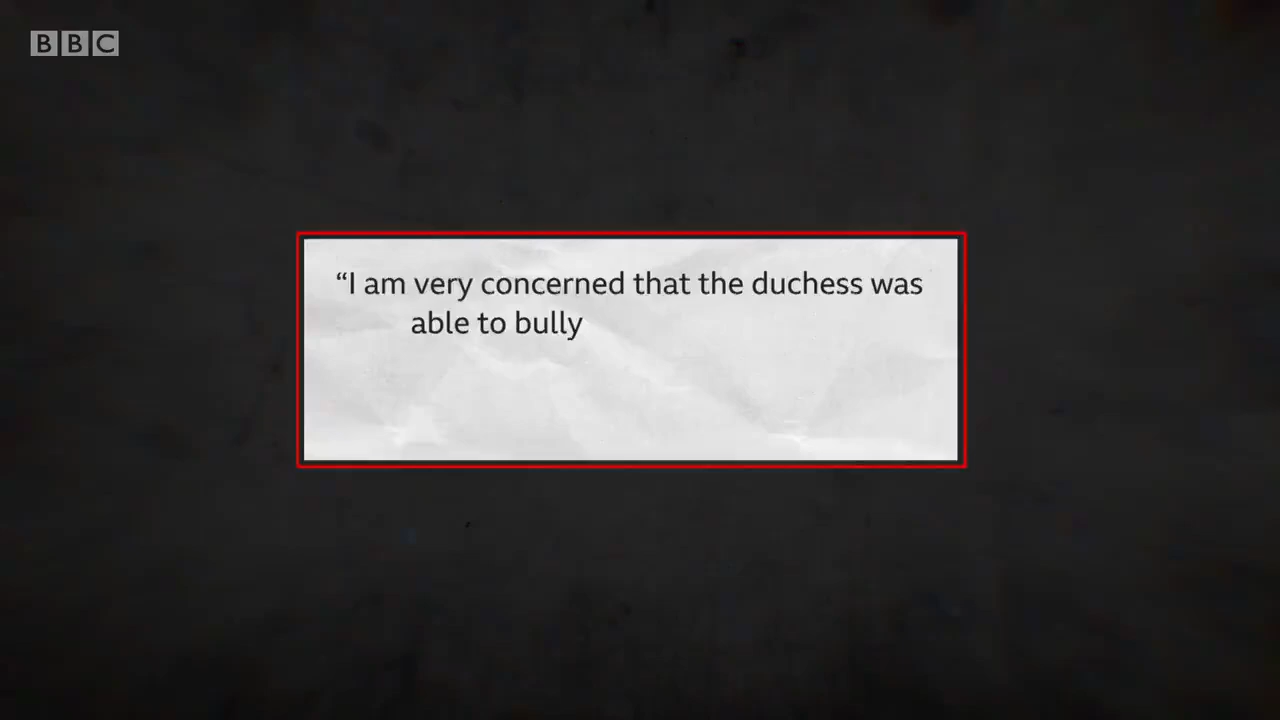 BBC
“I am very concerned that the duchess was
able to bully